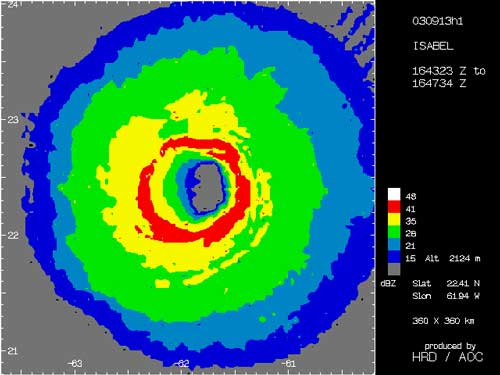 24
23
22
21
-63
-62
-61
030913h1
ISABEL
164323 Z to
164734 Z
48
41
35
28
21
15
dBZ
Alt 2124 m
Slat 22.41 N
Slon 61.94 W
360 X 360 km
produced by
HRD / AOC